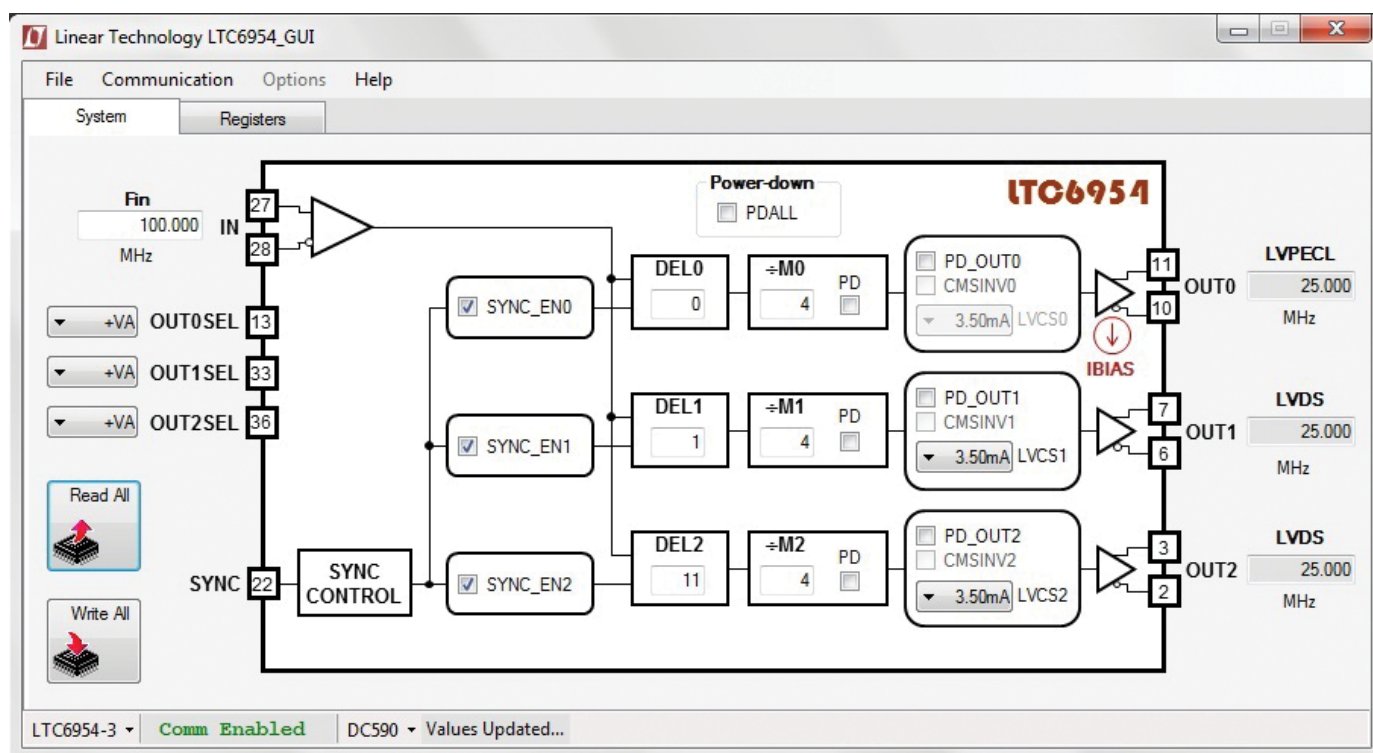 Linear Technology LTC6954_GUI
File Communication Options Help
System Registers
Power-down
PDALL
LTC6954
Fin
100.000
MHz
IN
27
28
+VA OUT0SEL 13
+VA OUT1SEL 33
+VA OUT2SEL 36
Read All
Write All
SYNC 22
SYNC
CONTROL
SYNC_EN0
SYNC_EN1
SYNC_EN2
DEL0
0
÷M0
4
PD
PD_OUT0
CMSINV0
3.50mA LVCS0
IBIAS
11
10
OUT0
LVPECL
25.000
MHz
DEL1
1
÷M1
4
PD
PD_OUT1
CMSINV1
3.50mA LVCS1
7
6
OUT1
LVDS
25.000
MHz
DEL2
11
÷M2
4
PD
PD_OUT2
CMSINV2
3.50mA LVCS2
3
2
OUT2
LVDS
25.000
MHz
LTC6954-3 Comm Enabled DC590 Values Updated...